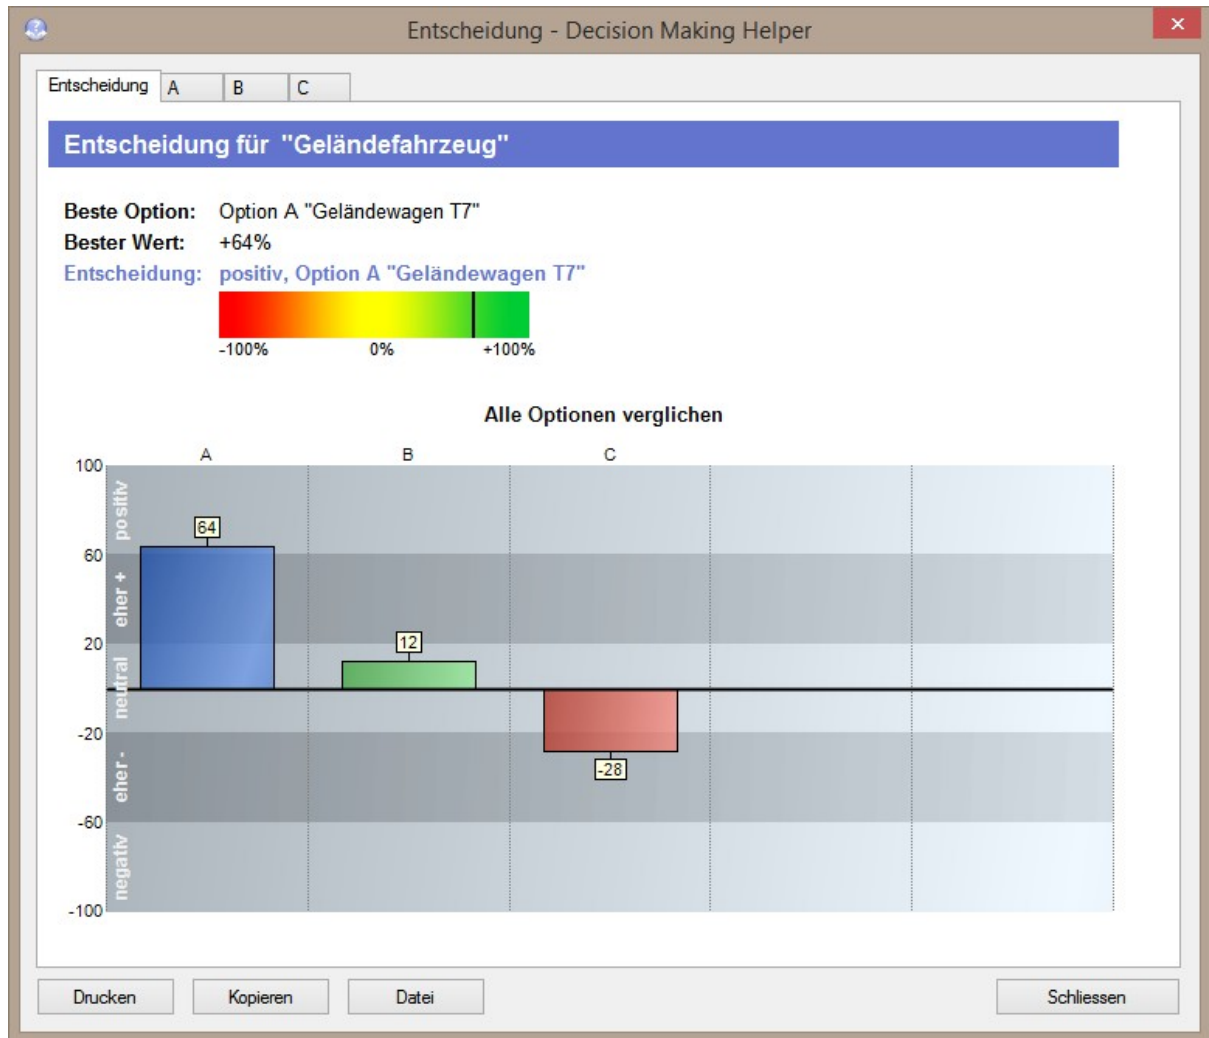 Entscheidung - Decision Making Helper
Entscheidung A B C
Entscheidung für "Geländefahrzeug"
Beste Option: Option A "Geländewagen T7"
Bester Wert: +64%
Entscheidung: positiv, Option A "Geländewagen T7"
-100% 0% +100%
Alle Optionen verglichen
A B C
100
positiv
64
60
eher +
20
12
neutral
-20
eher -
-28
-60
negativ
-100
Drucken Kopieren Datei Schliessen